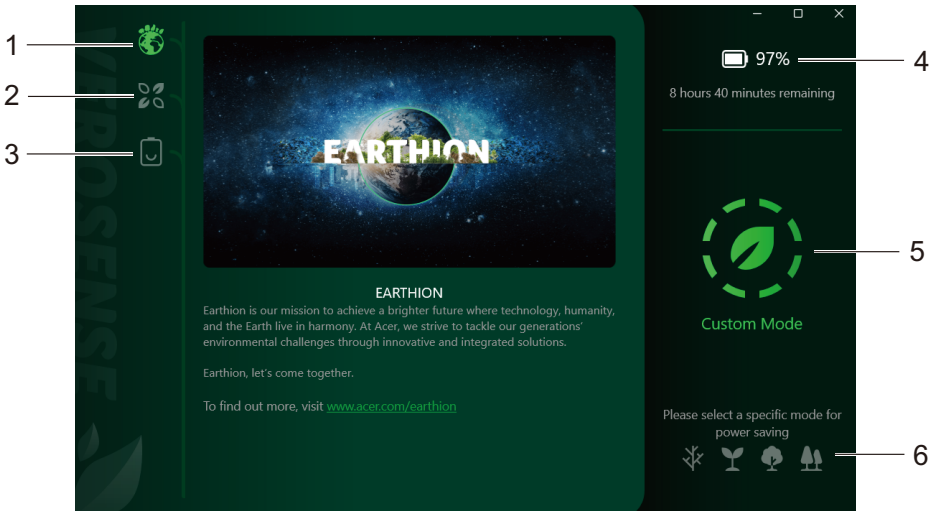 1
2
3
VEROSENSE
EARTHION
EARTHION
Earthion is our mission to achieve a brighter future where technology, humanity,
and the Earth live in harmony. At Acer, we strive to tackle our generations’
environmental challenges through innovative and integrated solutions.
Earthion, let’s come together.
To find out more, visit www.acer.com/earthion
97%
4
8 hours 40 minutes remaining
5
Custom Mode
Please select a specific mode for
power saving
6